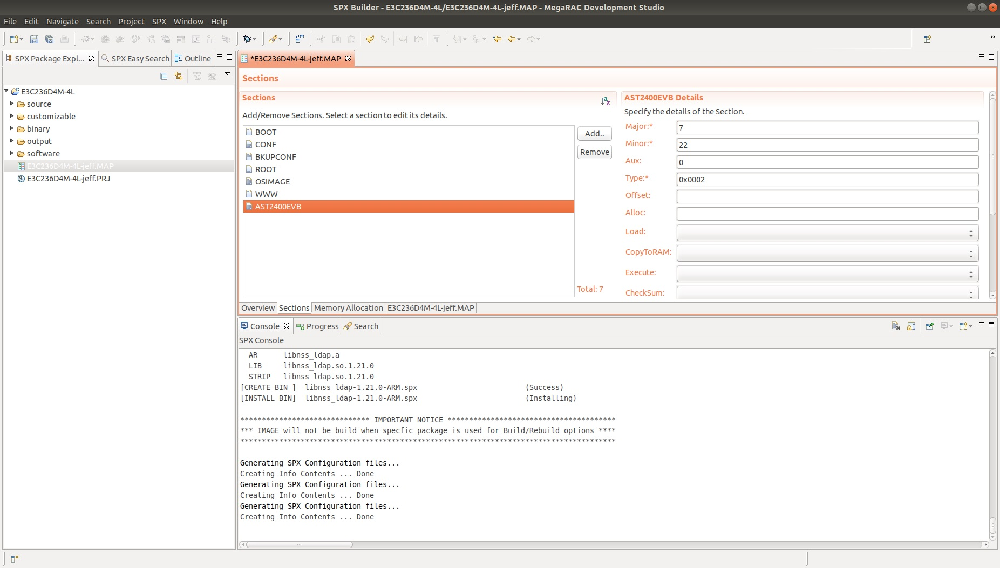 SPX Builder - E3C236D4M-4L/E3C236D4M-4L-jeff.MAP - MegaRAC Development Studio
File Edit Navigate Search Project SPX Window Help
SPX Package Expl... SPX Easy Search Outline
E3C236D4M-4L
source
customizable
binary
output
software
E3C236D4M-4L-jeff.MAP
E3C236D4M-4L-jeff.PRJ
*E3C236D4M-4L-jeff.MAP
Sections
Sections
Add/Remove Sections. Select a section to edit its details.
BOOT
CONF
BKUPCONF
ROOT
OSIMAGE
WWW
AST2400EVB
Add..
Remove
Total: 7
AST2400EVB Details
Specify the details of the Section.
Major:* 7
Minor:* 22
Aux: 0
Type:* 0x0002
Offset:
Alloc:
Load:
CopyToRAM:
Execute:
CheckSum:
Overview Sections Memory Allocation E3C236D4M-4L-jeff.MAP
Console Progress Search
SPX Console
AR libnss_ldap.a
LIB libnss_ldap.so.1.21.0
STRIP libnss_ldap.so.1.21.0
[CREATE BIN ] libnss_ldap-1.21.0-ARM.spx (Success)
[INSTALL BIN] libnss_ldap-1.21.0-ARM.spx (Installing)
****************************** IMPORTANT NOTICE ***************************************
*** IMAGE will not be build when specfic package is used for Build/Rebuild options ****
***************************************************************************************
Generating SPX Configuration files...
Creating Info Contents ... Done
Generating SPX Configuration files...
Creating Info Contents ... Done
Generating SPX Configuration files...
Creating Info Contents ... Done